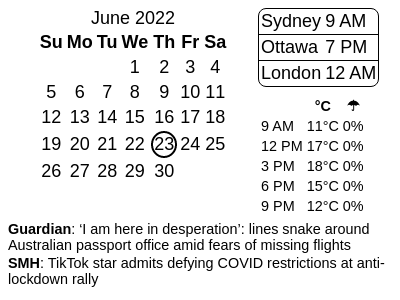 June 2022
Su Mo Tu We Th Fr Sa
1 2 3 4
5 6 7 8 9 10 11
12 13 14 15 16 17 18
19 20 21 22 23 24 25
26 27 28 29 30
Sydney 9 AM
Ottawa 7 PM
London 12 AM
°C ☂
9 AM 11°C 0%
12 PM 17°C 0%
3 PM 18°C 0%
6 PM 15°C 0%
9 PM 12°C 0%
Guardian: ‘I am here in desperation’: lines snake around
Australian passport office amid fears of missing flights
SMH: TikTok star admits defying COVID restrictions at anti-
lockdown rally